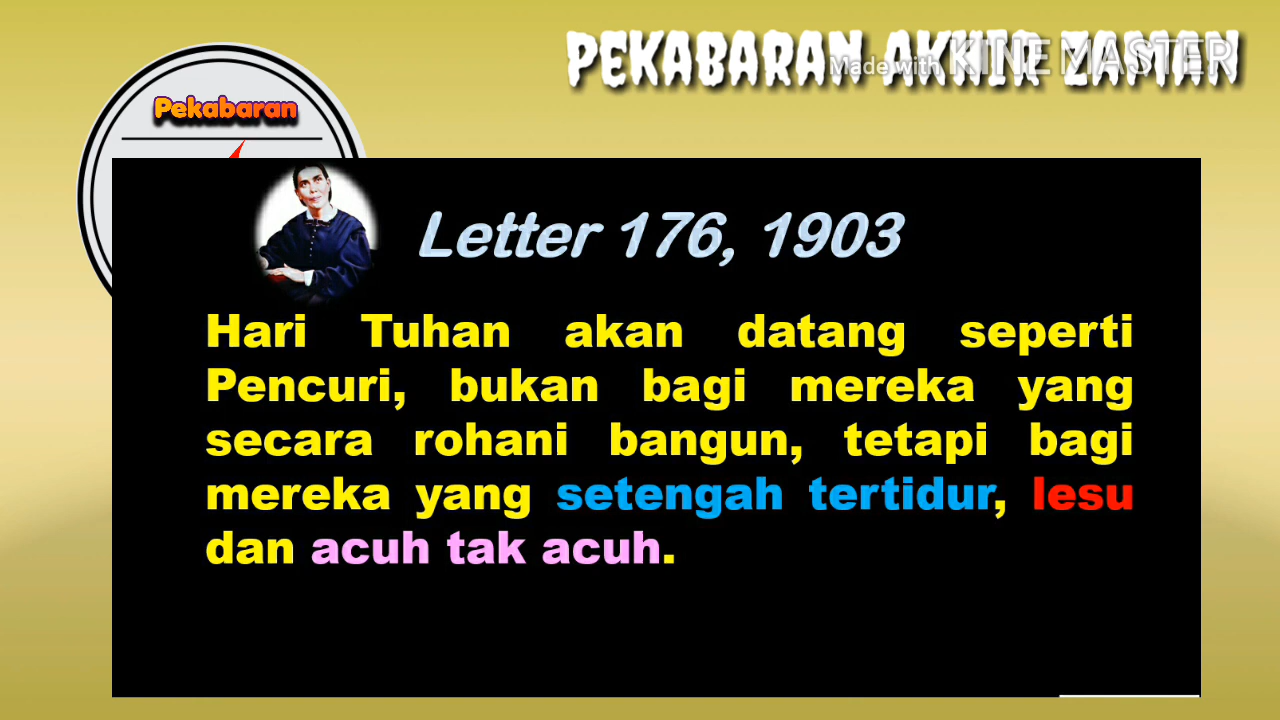 PEKABARAN AKHIR ZAMAN
Made with KINEMASTER
Pekabaran
Letter 176, 1903
Hari Tuhan akan datang seperti
Pencuri, bukan bagi mereka yang
secara rohani bangun, tetapi bagi
mereka yang setengah tertidur, lesu
dan acuh tak acuh.